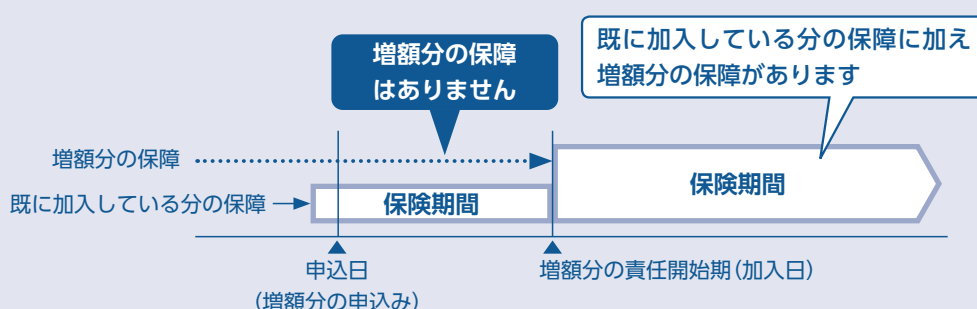 増額分の保障
はありません
既に加入している分の保障に加え
増額分の保障があります
増額分の保障
既に加入している分の保障
保険期間
保険期間
申込日
(増額分の申込み)
増額分の責任開始期(加入日)